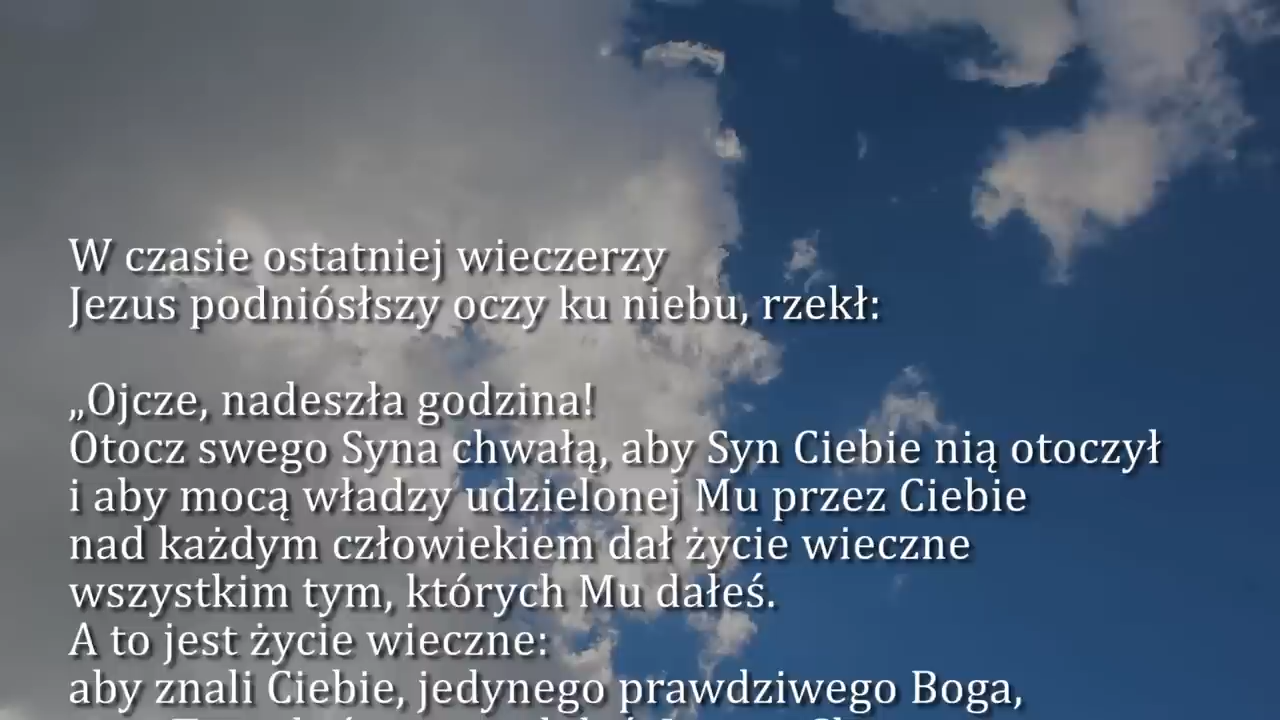 W czasie ostatniej wieczerzy
Jezus podniósłszy oczy ku niebu, rzekł:
„Ojcze, nadeszła godzina!
Otocz swego Syna chwałą, aby Syn Ciebie nią otoczył
i aby mocą władzy udzielonej Mu przez Ciebie
nad każdym człowiekiem dał życie wieczne
wszystkim tym, których Mu dałeś.
A to jest życie wieczne:
aby znali Ciebie, jedynego prawdziwego Boga,